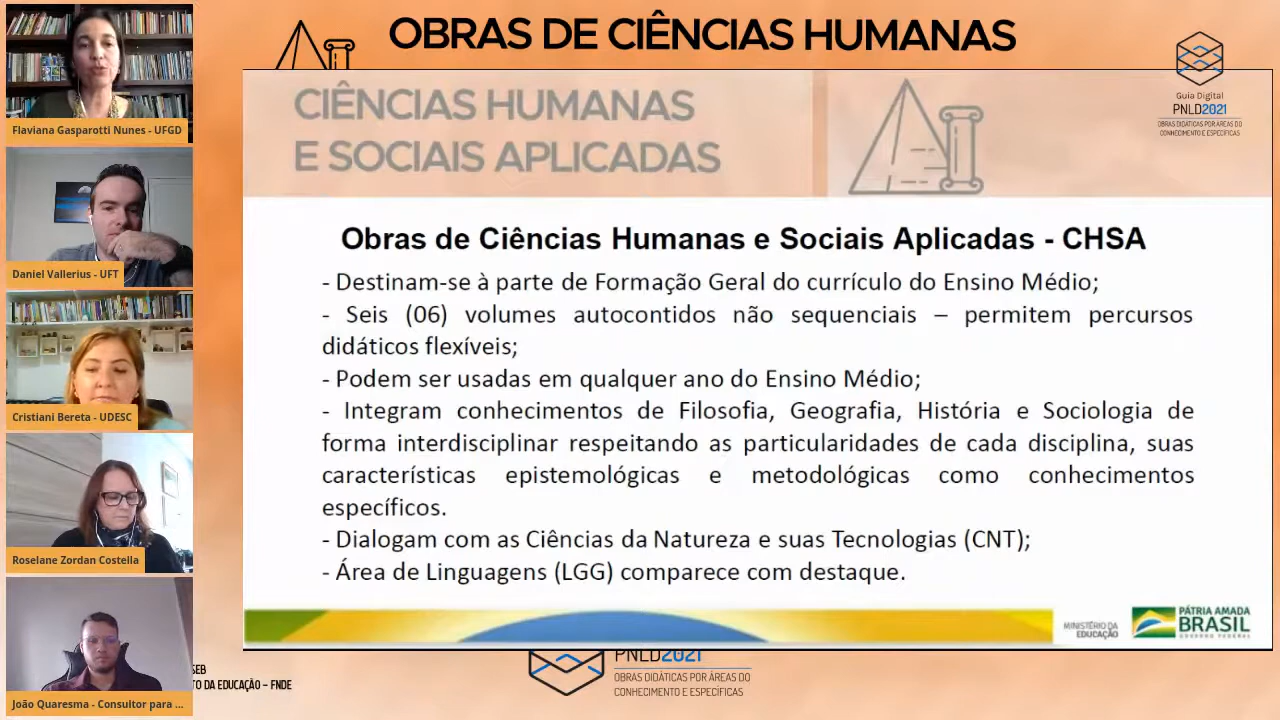 OBRAS DE CIÊNCIAS HUMANAS
Guia Digital
PNLD2021
OBRAS DIDÁTICAS POR ÁREAS DO
CONHECIMENTO E ESPECÍFICAS
CIÊNCIAS HUMANAS
E SOCIAIS APLICADAS
Obras de Ciências Humanas e Sociais Aplicadas - CHSA
- Destinam-se à parte de Formação Geral do currículo do Ensino Médio;
- Seis (06) volumes autocontidos não sequenciais – permitem percursos
didáticos flexíveis;
- Podem ser usadas em qualquer ano do Ensino Médio;
- Integram conhecimentos de Filosofia, Geografia, História e Sociologia de
forma interdisciplinar respeitando as particularidades de cada disciplina, suas
características epistemológicas e metodológicas como conhecimentos
específicos.
- Dialogam com as Ciências da Natureza e suas Tecnologias (CNT);
- Área de Linguagens (LGG) comparece com destaque.
MINISTÉRIO DA
EDUCAÇÃO
PÁTRIA AMADA
BRASIL
GOVERNO FEDERAL
Flaviana Gasparotti Nunes - UFGD
Daniel Vallerius - UFT
Cristiani Bereta - UDESC
Roselane Zordan Costella
João Quaresma - Consultor para ...
SEB
TO DA EDUCAÇÃO – FNDE
PNLD2021
OBRAS DIDÁTICAS POR ÁREAS DO
CONHECIMENTO E ESPECÍFICAS